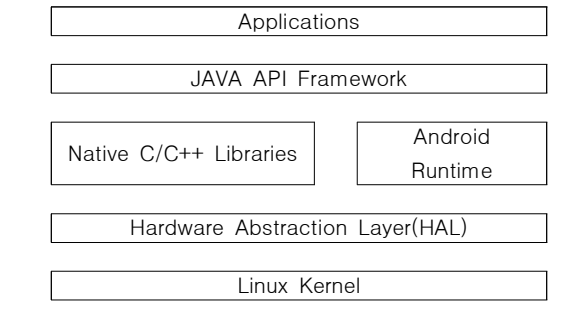 Applications
JAVA API Framework
Native C/C++ Libraries
Android
Runtime
Hardware Abstraction Layer(HAL)
Linux Kernel